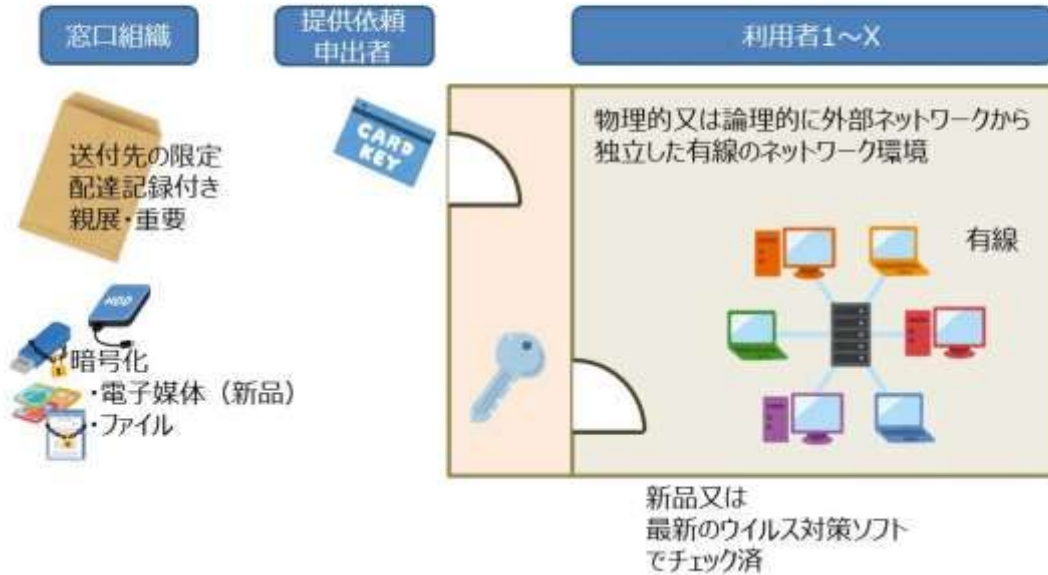 窓口組織
提供依頼
申出者
利用者1～X
送付先の限定
配達記録付き
親展・重要
CARD
KEY
物理的又は論理的に外部ネットワークから
独立した有線のネットワーク環境
有線
HDD
暗号化
・電子媒体（新品）
・ファイル
新品又は
最新のウイルス対策ソフト
でチェック済